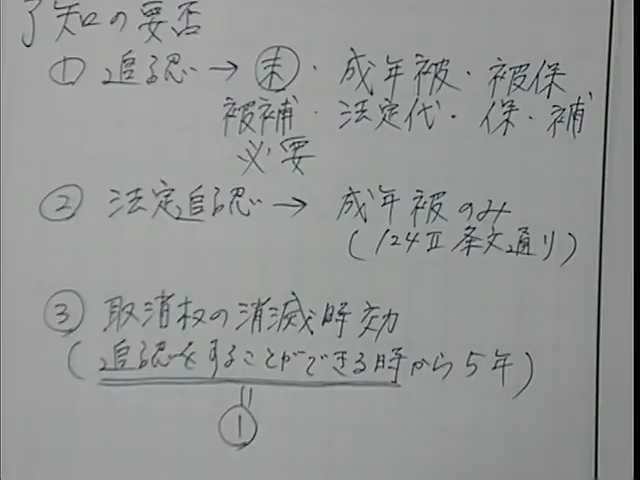 了知の要否
① 追認 → 未・成年被・被保
被補・法定代・保・補
必要
② 法定追認 → 成年被のみ
(124Ⅱ条文通り)
③ 取消权の消滅時効
(追認をすることができる時から5年)
||
①